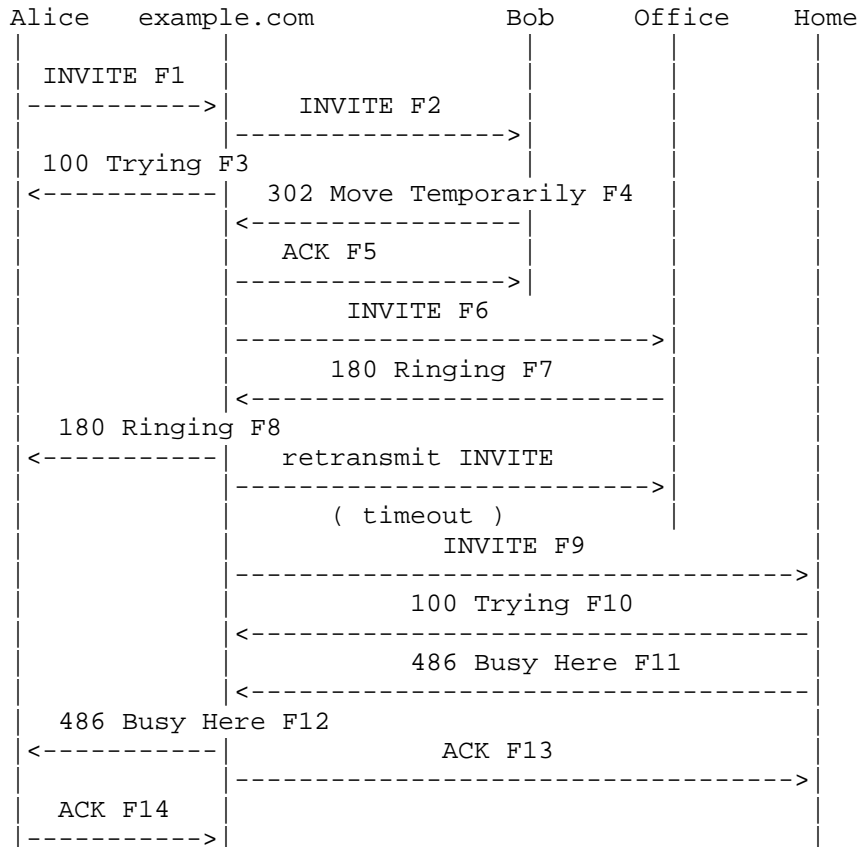 Alice example.com Bob Office Home
INVITE F1
INVITE F2
100 Trying F3
302 Move Temporarily F4
ACK F5
INVITE F6
180 Ringing F7
180 Ringing F8
retransmit INVITE
( timeout )
INVITE F9
100 Trying F10
486 Busy Here F11
486 Busy Here F12
ACK F13
ACK F14